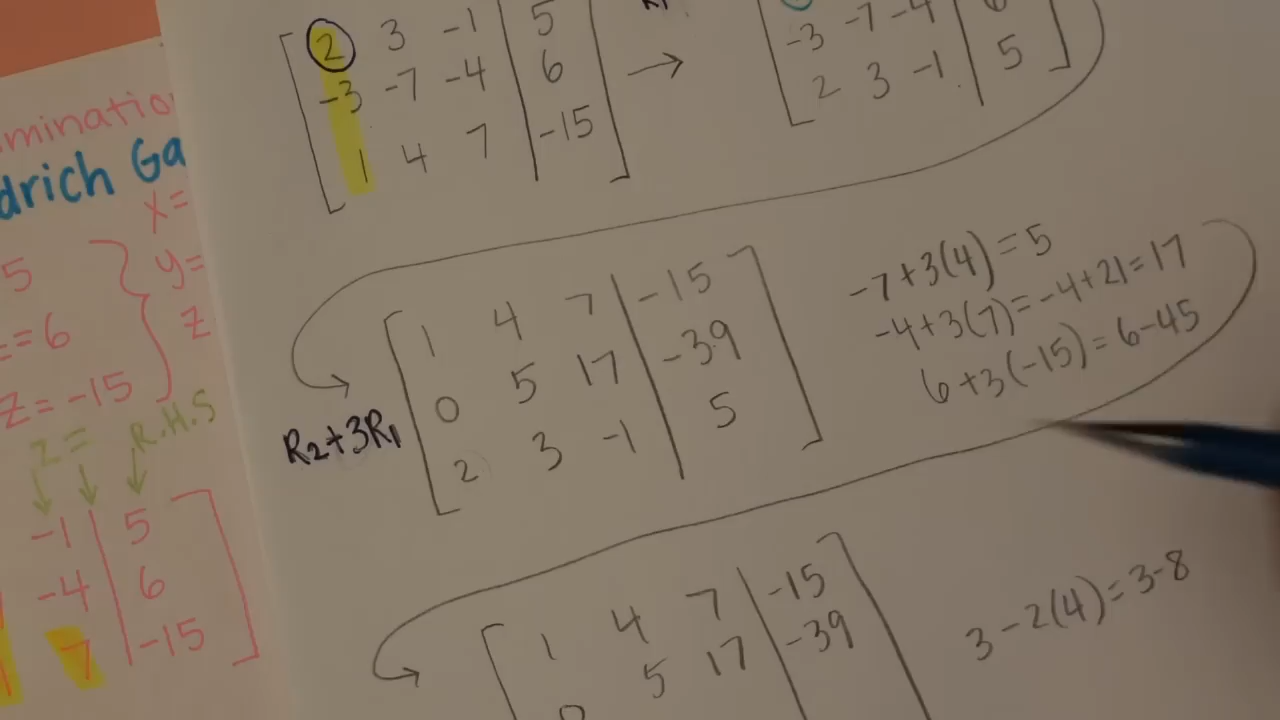 2 3 -1 | 5
-3 -7 -4 | 6
1 4 7 | -15
→
-3 -7 -4
2 3 -1 | 5
drich Ga
x=
y=
z
5
=6
z=-15
z=
R.H.S
-1 | 5
-4 | 6
7 | -15
R2+3R1
1 4 7 | -15
0 5 17 | -39
2 3 -1 | 5
-7+3(4)=5
-4+3(7)=-4+21=17
6+3(-15)=6-45
1 4 7 | -15
0 5 17 | -39
3-2(4)=3-8